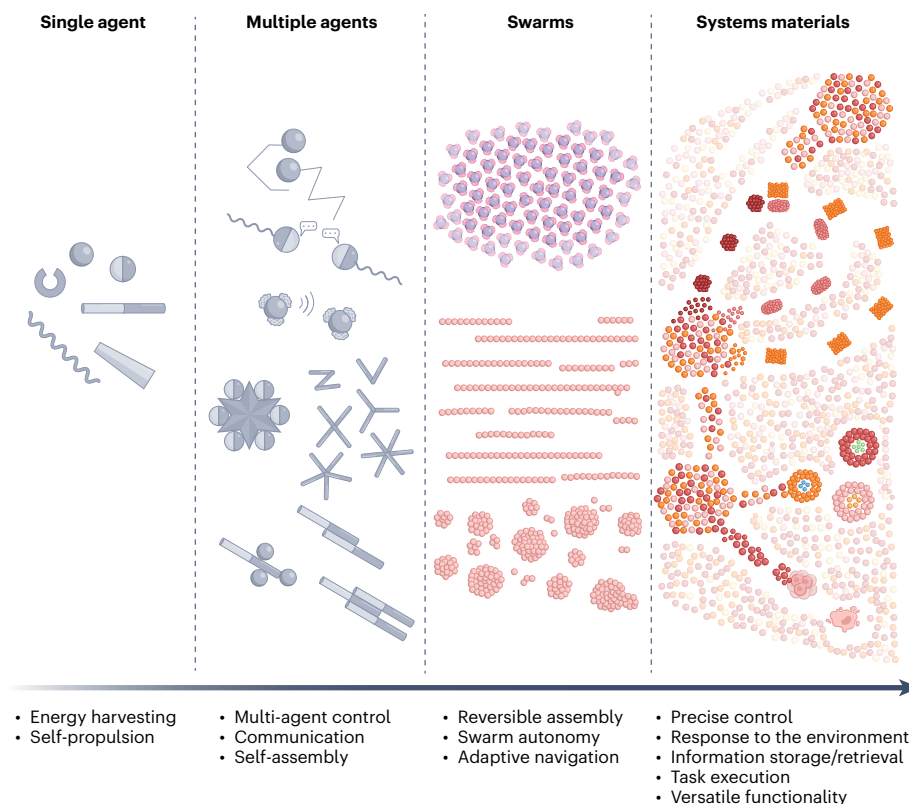 Single agent
Multiple agents
Swarms
Systems materials
• Energy harvesting
• Self-propulsion
• Multi-agent control
• Communication
• Self-assembly
• Reversible assembly
• Swarm autonomy
• Adaptive navigation
• Precise control
• Response to the environment
• Information storage/retrieval
• Task execution
• Versatile functionality